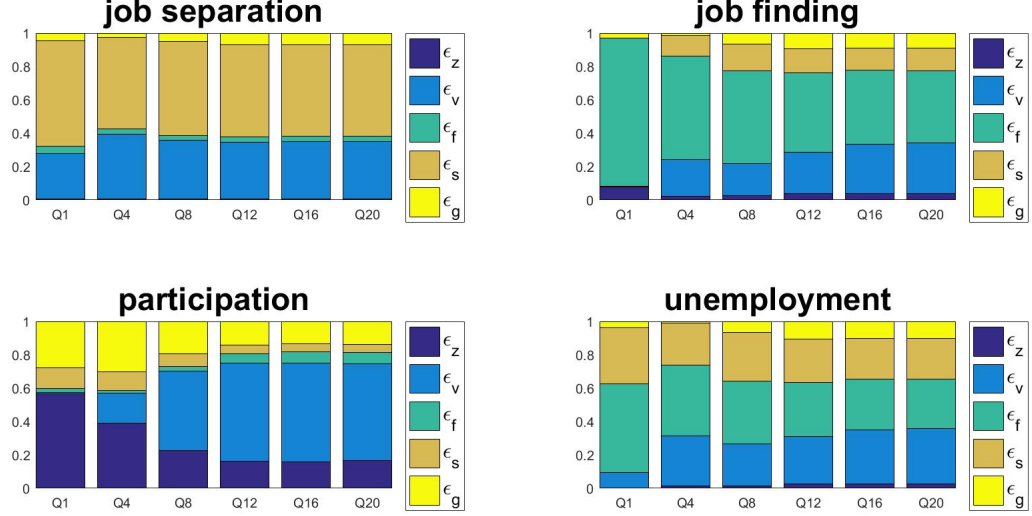 job separation
1
0.8
0.6
0.4
0.2
0
Q1 Q4 Q8 Q12 Q16 Q20
ϵz
ϵv
ϵf
ϵs
ϵg
job finding
1
0.8
0.6
0.4
0.2
0
Q1 Q4 Q8 Q12 Q16 Q20
ϵz
ϵv
ϵf
ϵs
ϵg
participation
1
0.8
0.6
0.4
0.2
0
Q1 Q4 Q8 Q12 Q16 Q20
ϵz
ϵv
ϵf
ϵs
ϵg
unemployment
1
0.8
0.6
0.4
0.2
0
Q1 Q4 Q8 Q12 Q16 Q20
ϵz
ϵv
ϵf
ϵs
ϵg